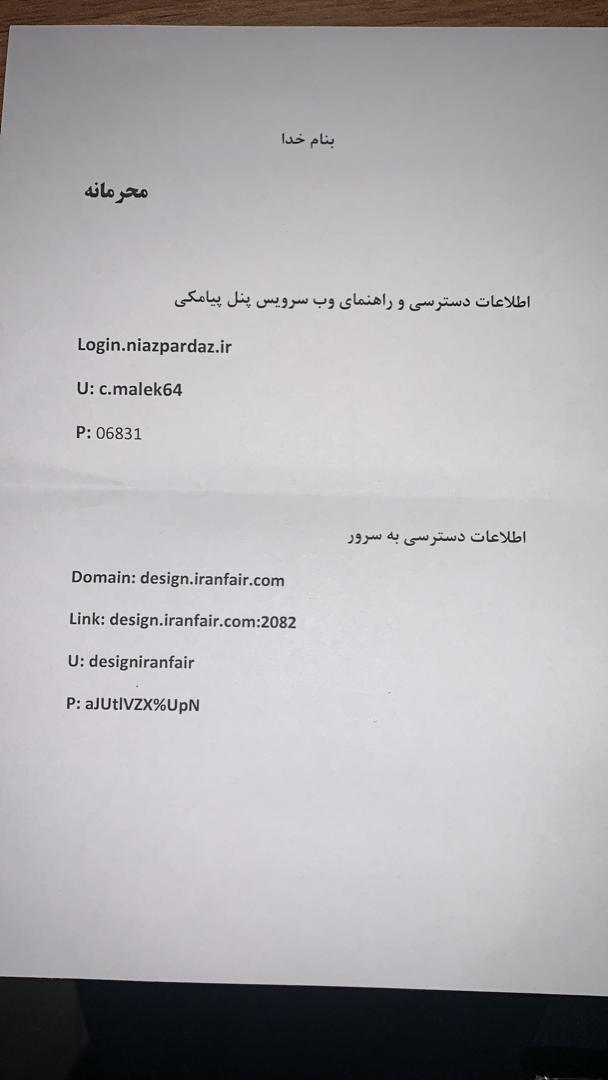 بنام خدا
محرمانه
اطلاعات دسترسی و راهنمای وب سرویس پنل پیامکی
Login.niazpardaz.ir
U: c.malek64
P: 06831
اطلاعات دسترسی به سرور
Domain: design.iranfair.com
Link: design.iranfair.com:2082
U: designiranfair
P: aJUtlVZX%UpN